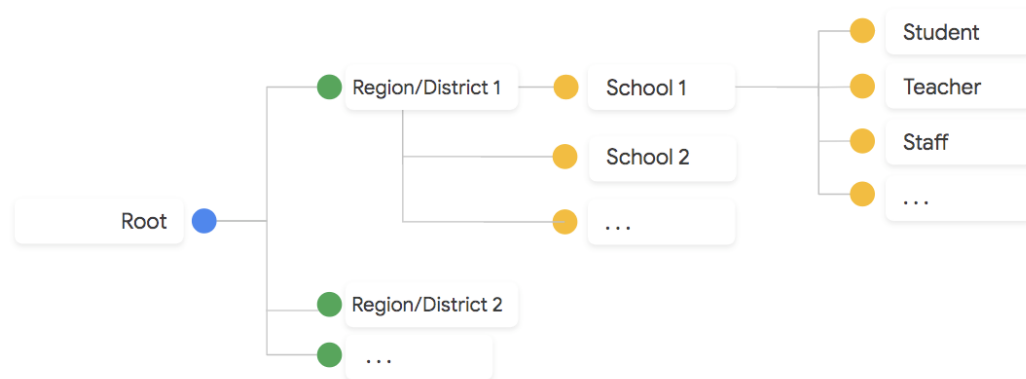 Student
Region/District 1
School 1
Teacher
School 2
Staff
...
Root
...
Region/District 2
...